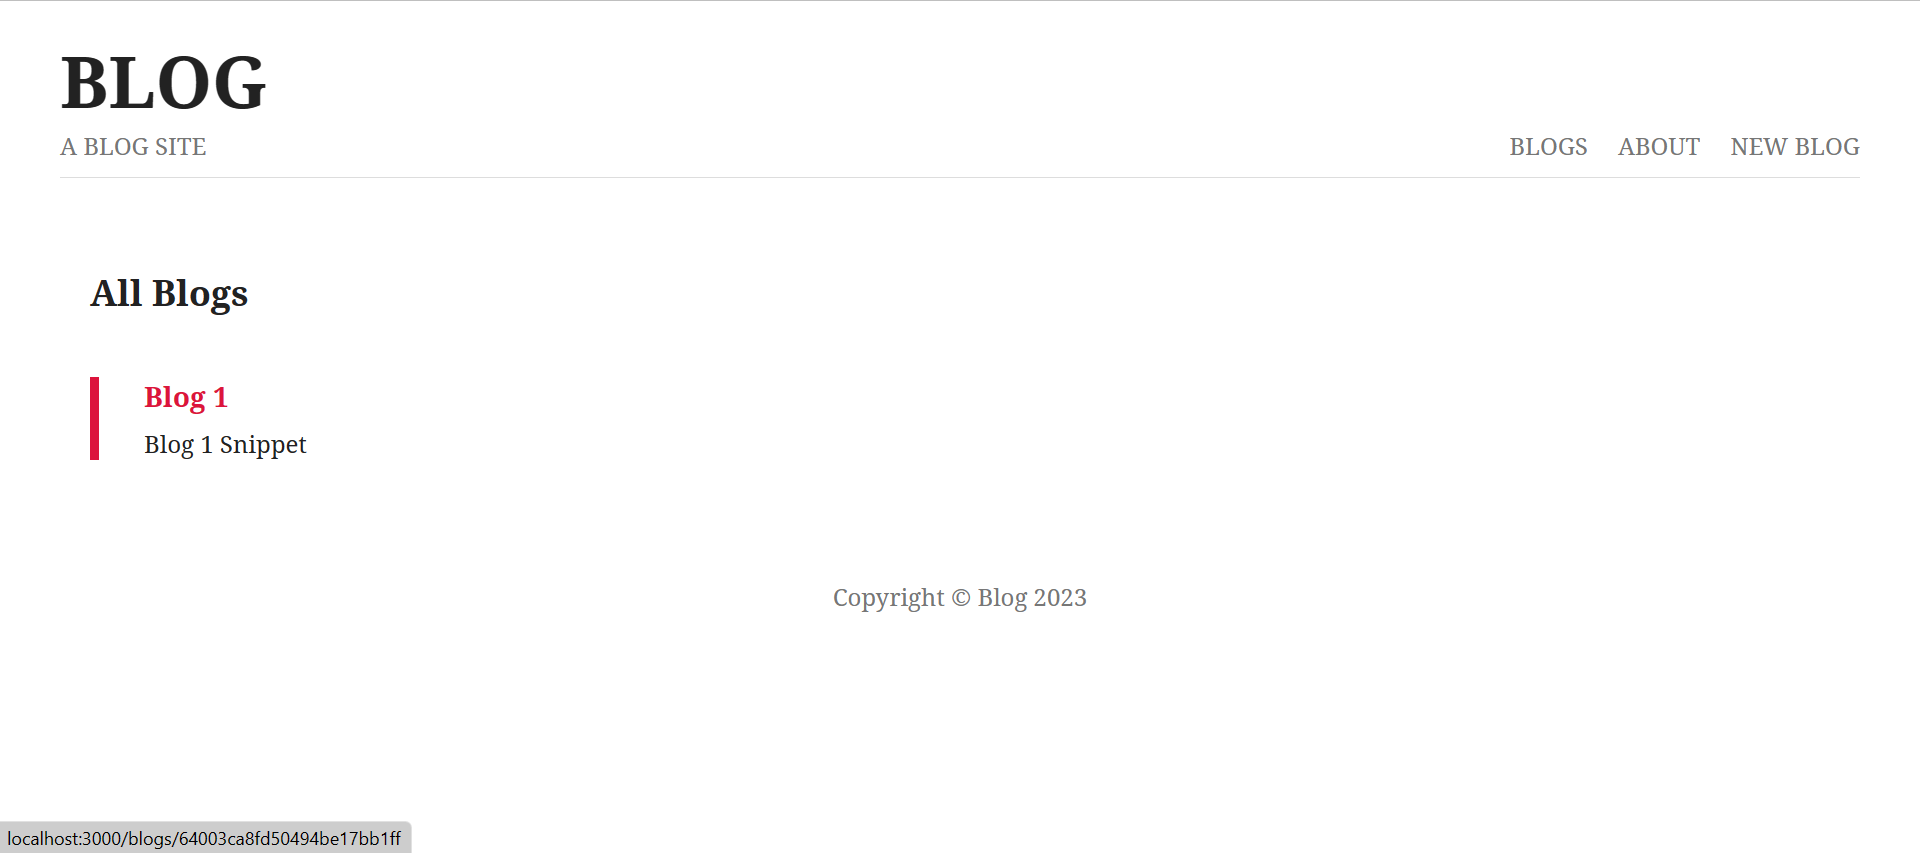 BLOG
A BLOG SITE
BLOGS ABOUT NEW BLOG
All Blogs
Blog 1
Blog 1 Snippet
Copyright © Blog 2023
localhost:3000/blogs/64003ca8fd50494be17bb1ff